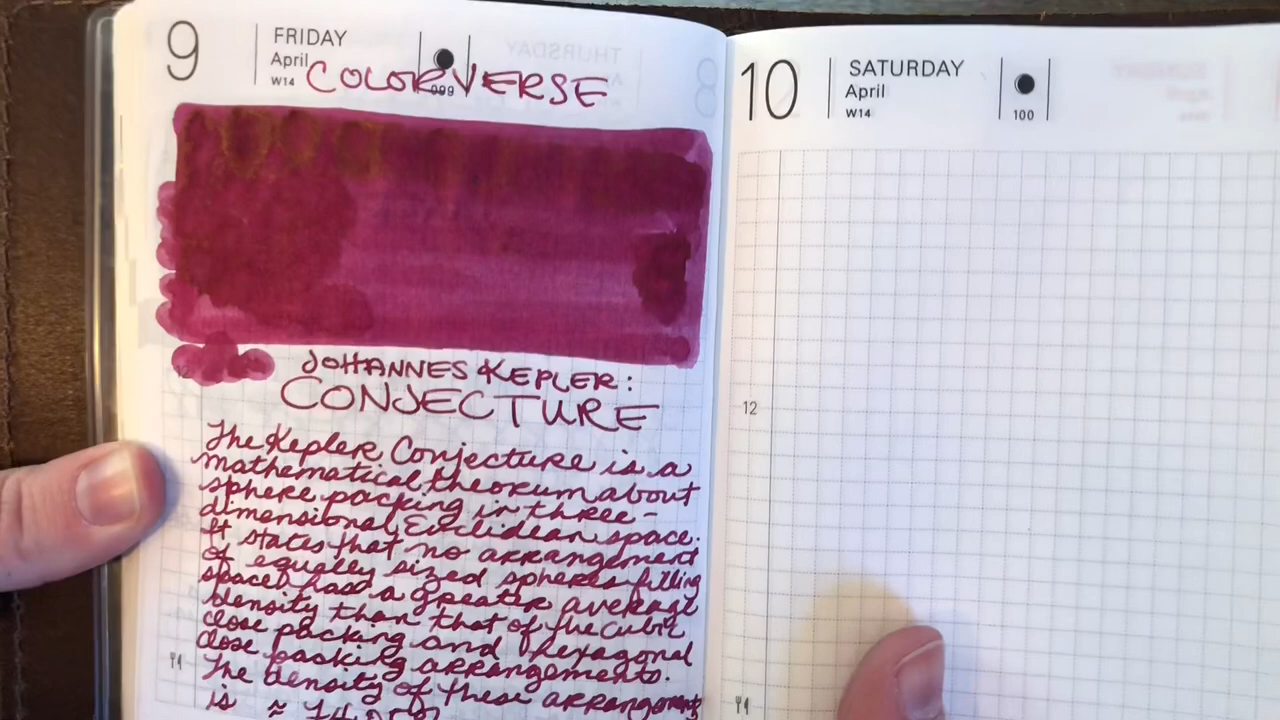 9
FRIDAY
April
W14
099
COLORVERSE
JOHANNES KEPLER:
CONJECTURE
The Kepler Conjecture is a
mathematical theorum about
sphere packing in three-
dimensional Euclidean space.
It states that no arrangement
of equally sized spheres filling
space has a greater average
density than that of the cubic
close packing and hexagonal
close packing arrangements.
The density of these arrangements
is ≈
10
SATURDAY
April
W14
100
12
THURSDAY
8